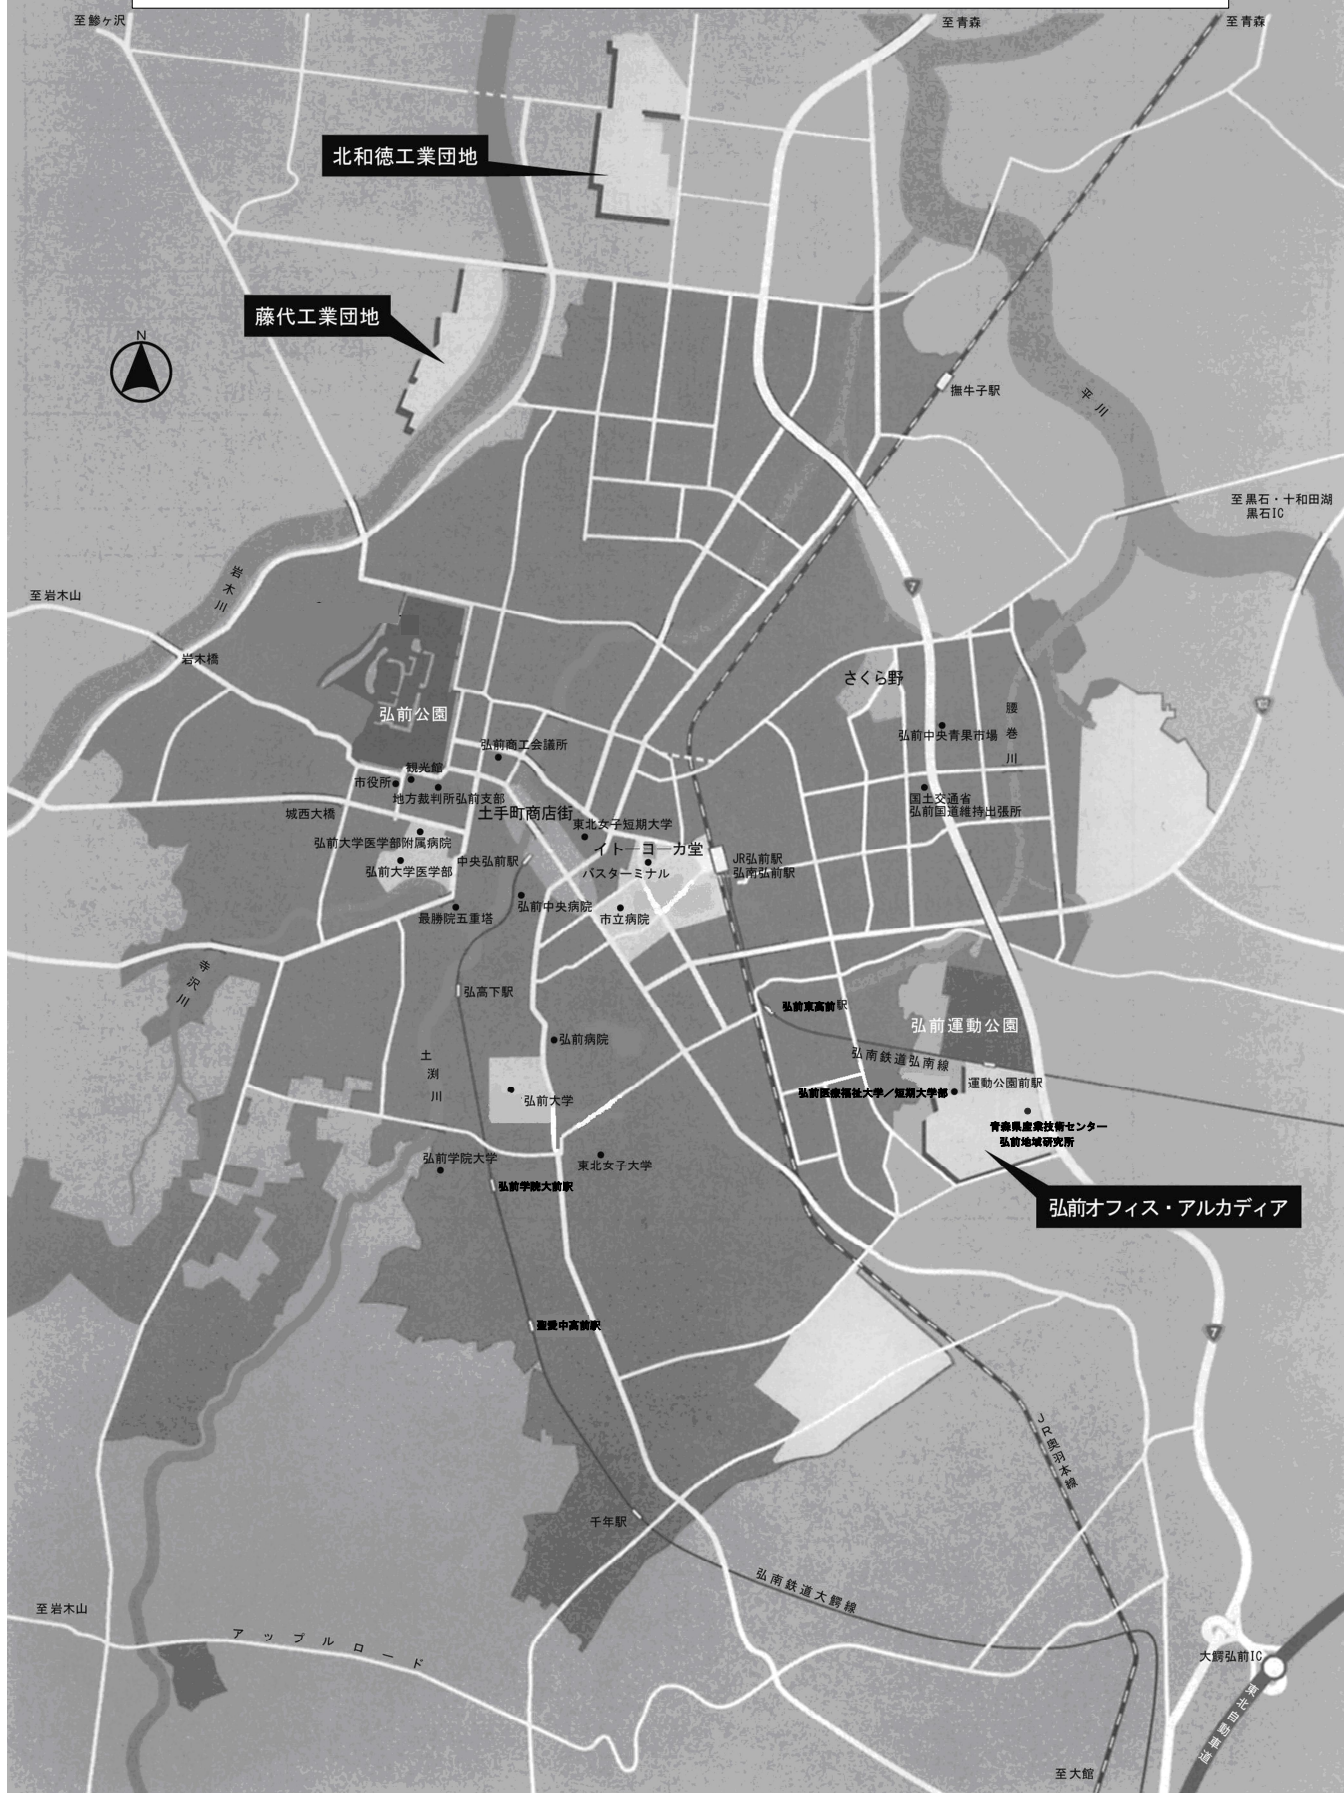 至鯵ヶ沢
至青森
至青森
北和徳工業団地
藤代工業団地
N
撫牛子駅
平川
至黒石・十和田湖
黒石IC
7
岩木川
至岩木山
岩木橋
さくら野
弘前公園
腰巻川
弘前中央青果市場
弘前商工会議所
観光館
市役所
地方裁判所弘前支部
国土交通省
弘前国道維持出張所
城西大橋
土手町商店街
東北女子短期大学
弘前大学医学部附属病院
イトーヨーカ堂
中央弘前駅
JR弘前駅
弘南弘前駅
弘前大学医学部
バスターミナル
弘前中央病院
最勝院五重塔
市立病院
寺沢川
弘高下駅
弘前東高前駅
弘前運動公園
弘前病院
土渕川
弘南鉄道弘南線
運動公園前駅
弘前大学
弘前医療福祉大学/短期大学部
青森県産業技術センター
弘前地域研究所
弘前学院大学
東北女子大学
弘前学院大前駅
弘前オフィス・アルカディア
聖愛中高前駅
7
JR奥羽本線
千年駅
弘南鉄道大鰐線
至岩木山
アップルロード
大鰐弘前IC
東北自動車道
至大館